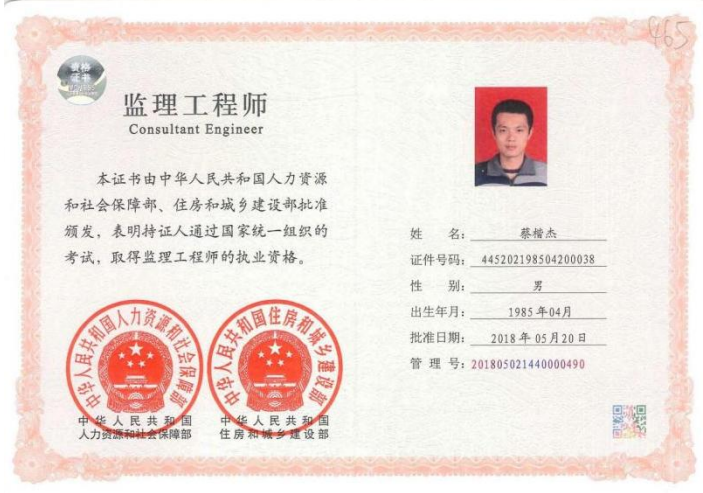 465
资格
证书
监理工程师
Consultant Engineer
本证书由中华人民共和国人力资源
和社会保障部、住房和城乡建设部批准
颁发，表明持证人通过国家统一组织的
考试，取得监理工程师的执业资格。
中华人民共和国人力资源和社会保障部
中华人民共和国住房和城乡建设部
中华人民共和国
人力资源和社会保障部
中华人民共和国
住房和城乡建设部
姓 名： 蔡楷杰
证件号码： 445202198504200038
性 别： 男
出生年月： 1985年04月
批准日期： 2018年05月20日
管 理 号： 201805021440000490